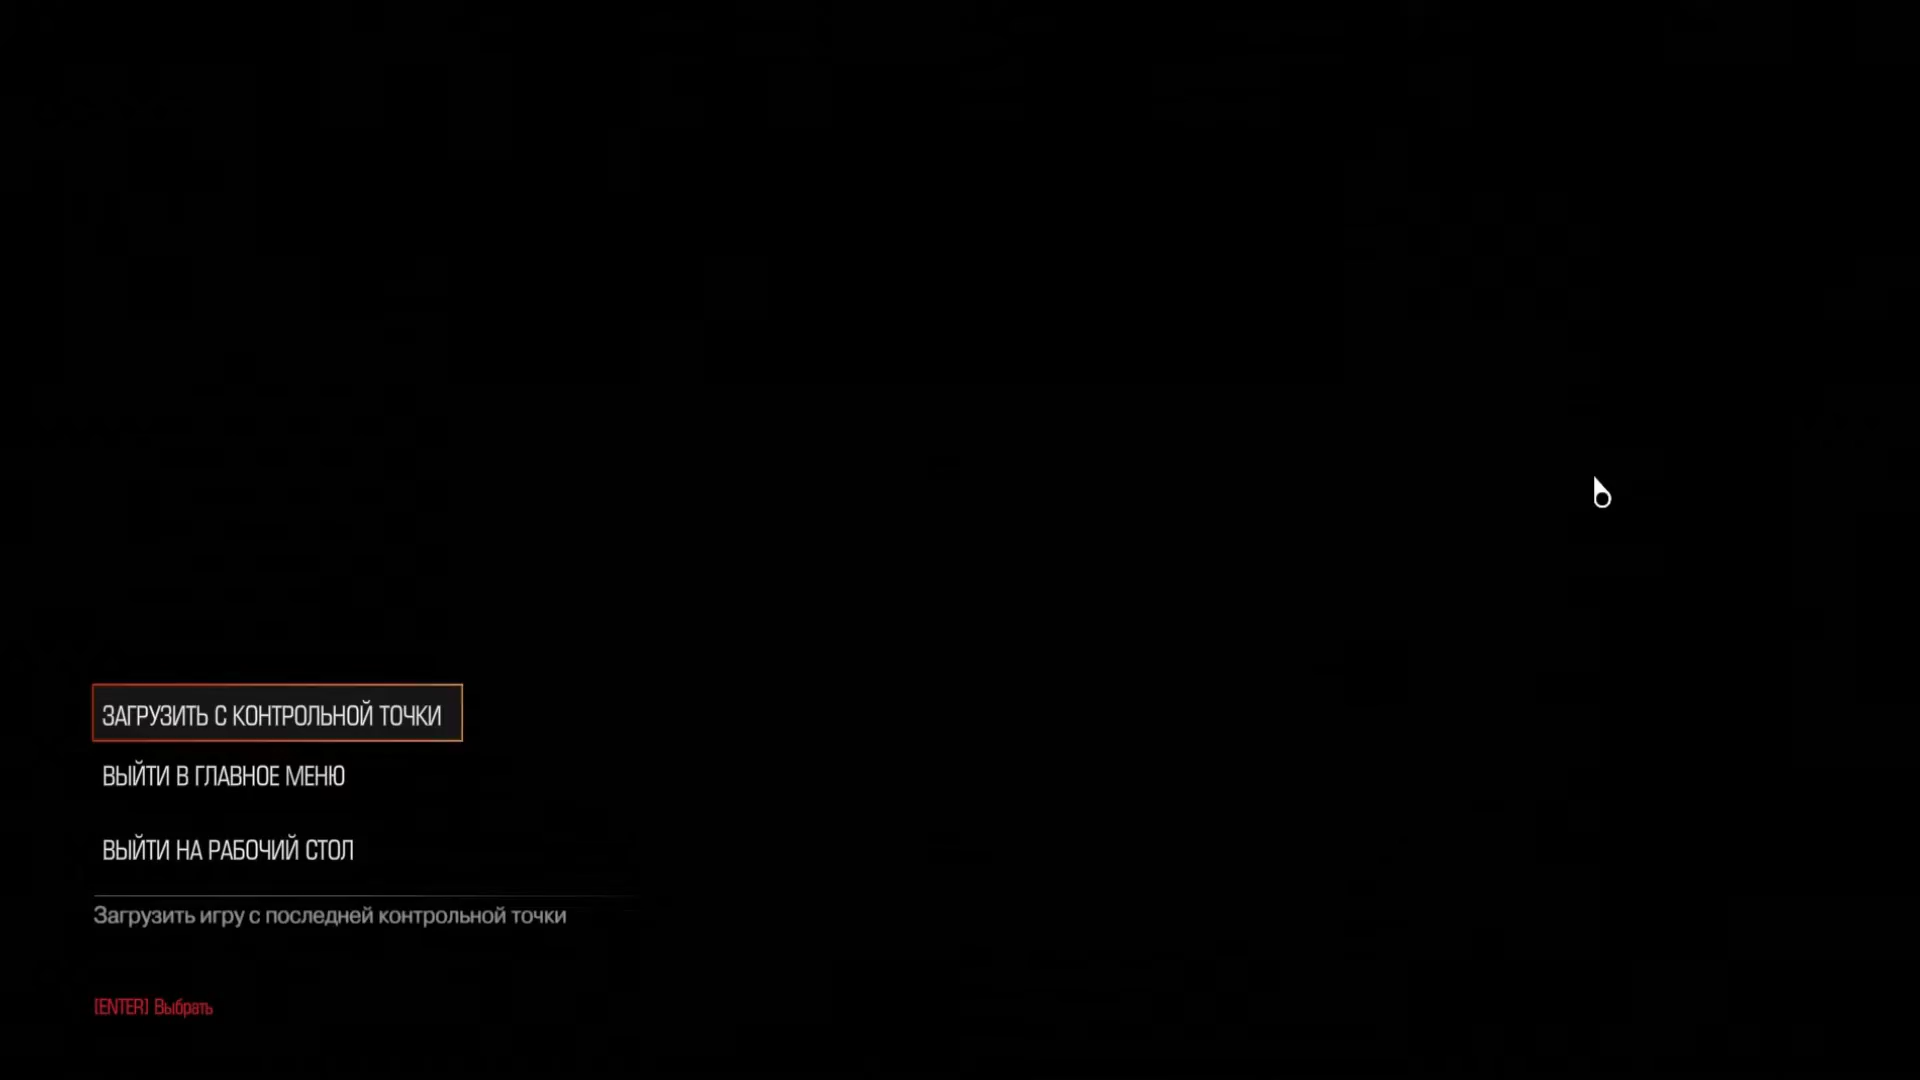 ЗАГРУЗИТЬ С КОНТРОЛЬНОЙ ТОЧКИ
ВЫЙТИ В ГЛАВНОЕ МЕНЮ
ВЫЙТИ НА РАБОЧИЙ СТОЛ
Загрузить игру с последней контрольной точки
[ENTER] Выбрать